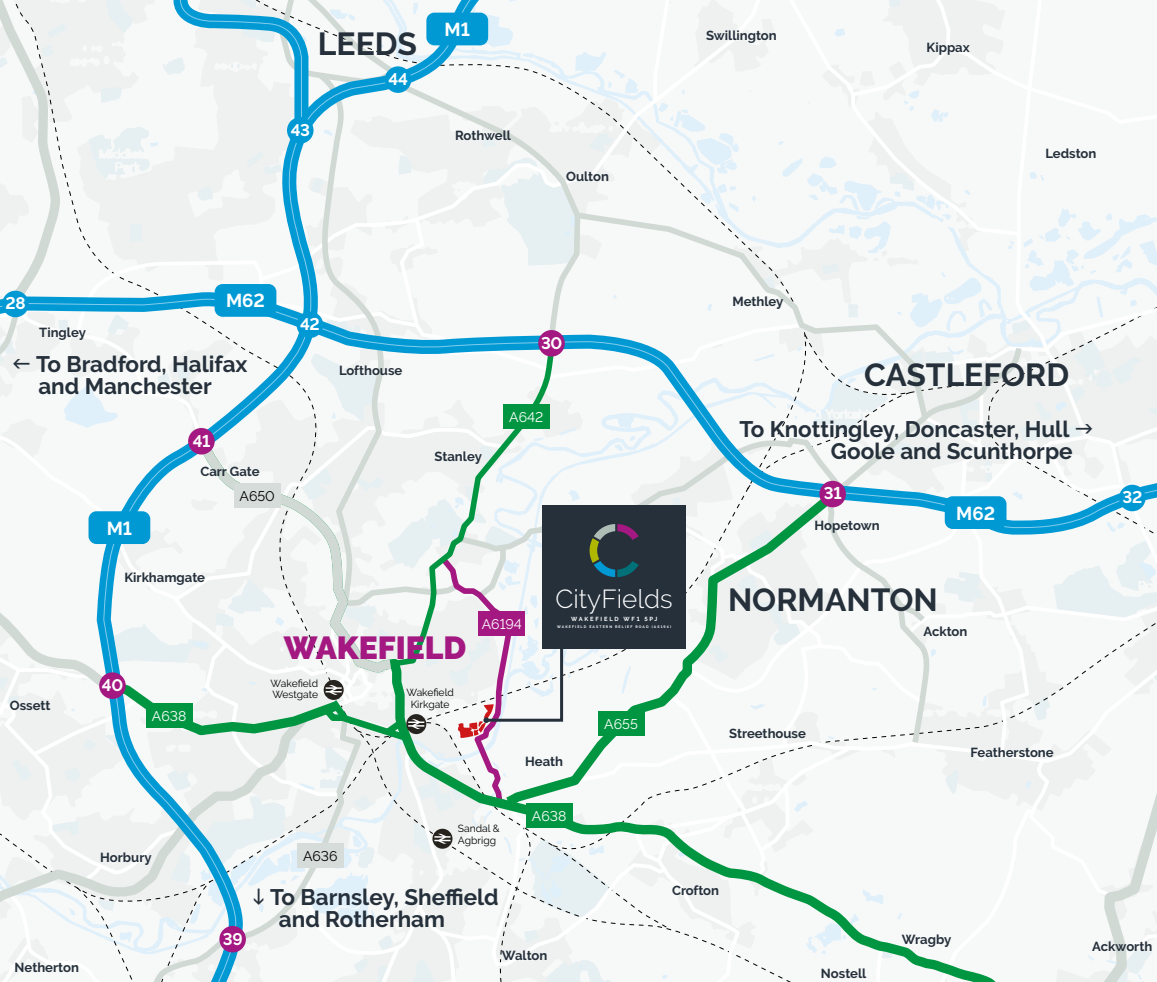 M1
LEEDS
Swillington
Kippax
44
43
Rothwell
Ledston
Oulton
28
M62
Methley
42
Tingley
30
← To Bradford, Halifax
and Manchester
Lofthouse
CASTLEFORD
A642
To Knottingley, Doncaster, Hull →
Goole and Scunthorpe
41
Stanley
Carr Gate
A650
31
32
M62
Hopetown
M1
Kirkhamgate
CityFields
WAKEFIELD WF1 5PJ
WAKEFIELD EASTERN RELIEF ROAD (A6194)
NORMANTON
A6194
Ackton
WAKEFIELD
40
Wakefield
Westgate
Wakefield
Kirkgate
Ossett
A638
A655
Streethouse
Featherstone
Heath
A638
Sandal &
Agbrigg
Horbury
A636
Crofton
↓ To Barnsley, Sheffield
and Rotherham
39
Wragby
Ackworth
Walton
Netherton
Nostell